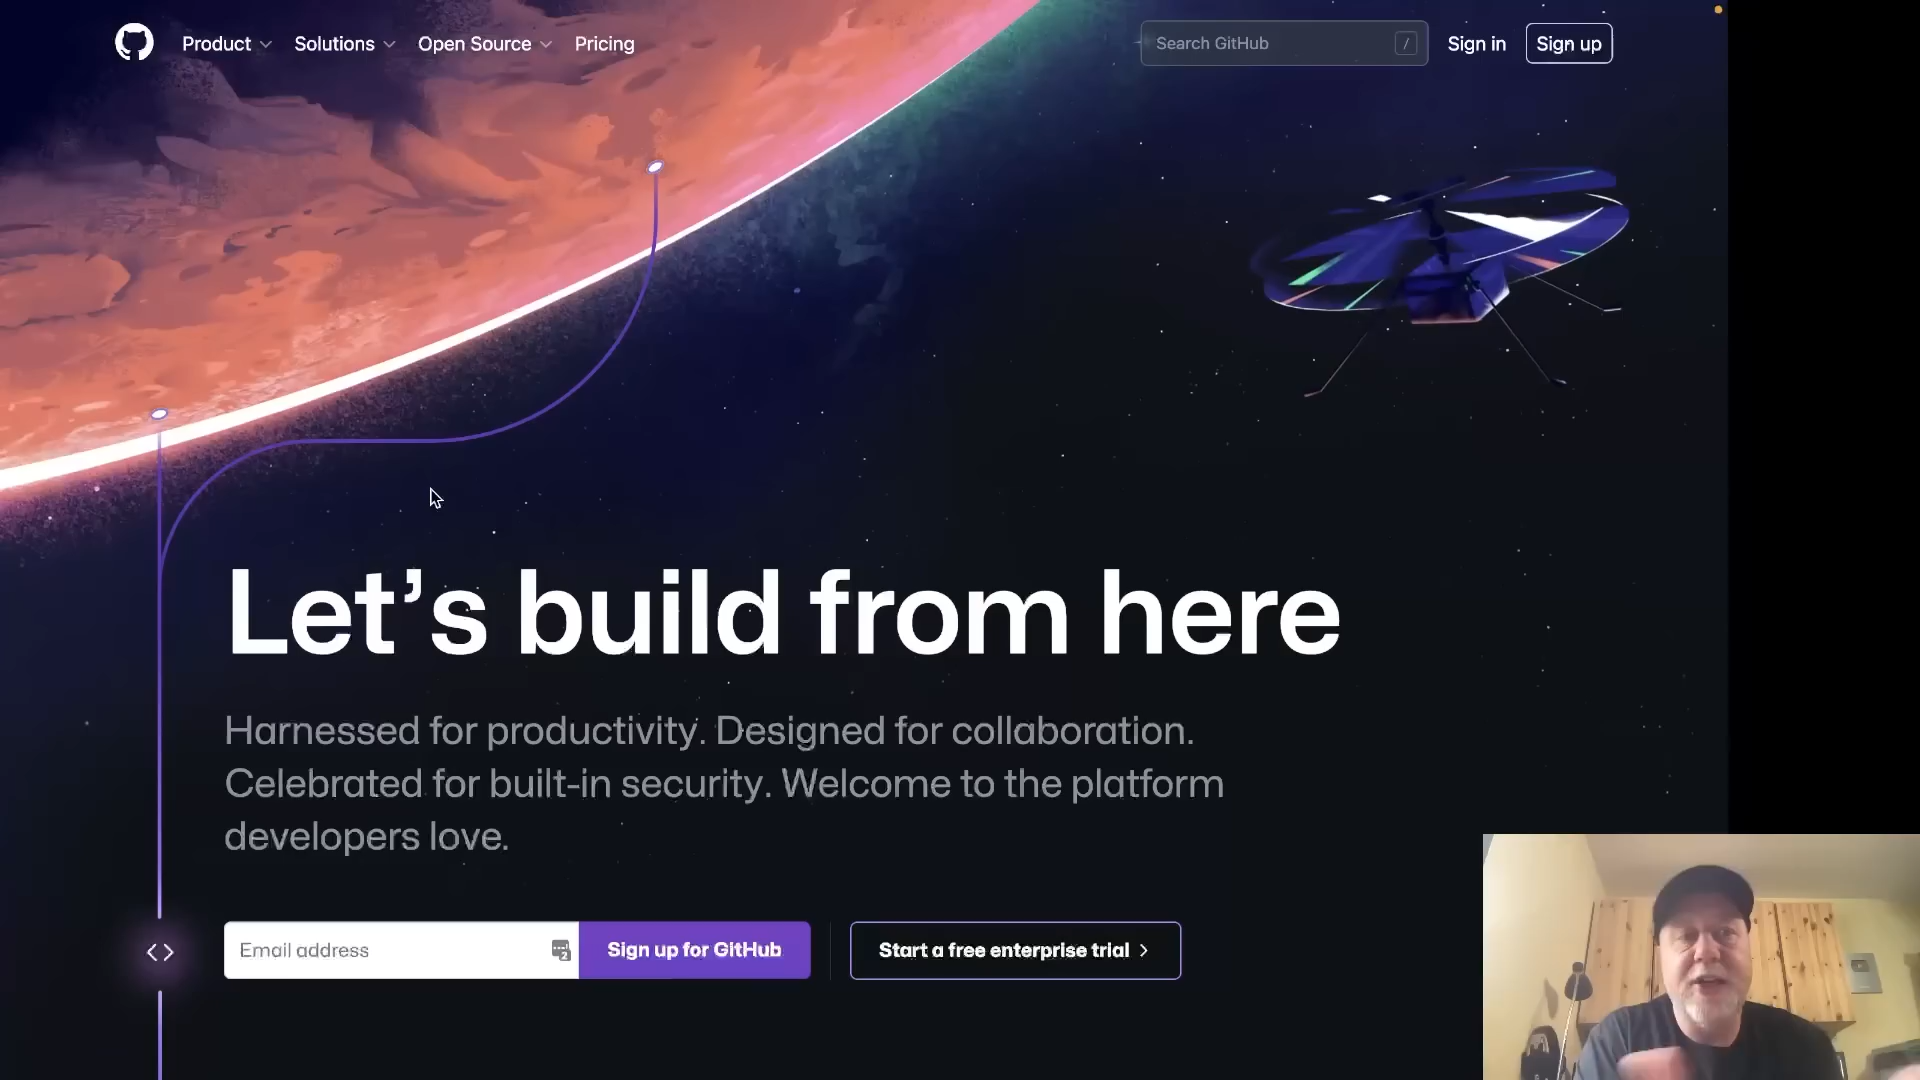 Product
Solutions
Open Source
Pricing
Search GitHub
/
Sign in
Sign up
Let’s build from here
Harnessed for productivity. Designed for collaboration.
Celebrated for built-in security. Welcome to the platform
developers love.
Email address
Sign up for GitHub
Start a free enterprise trial